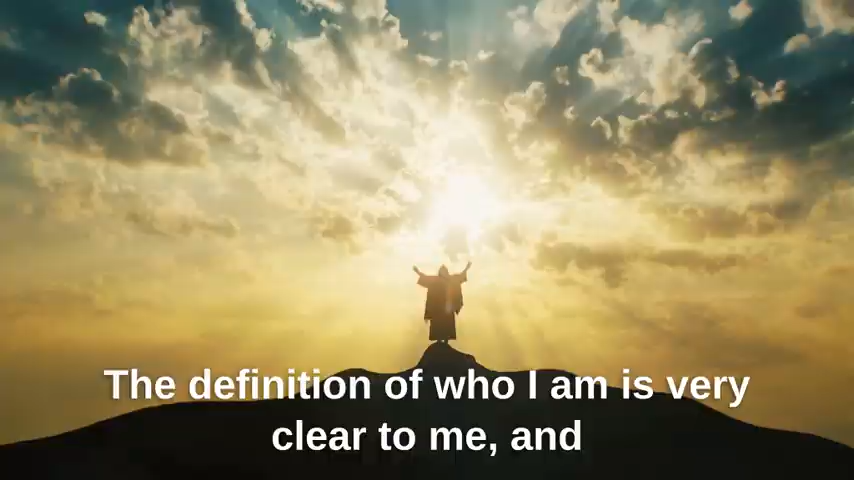 The definition of who I am is very
clear to me, and